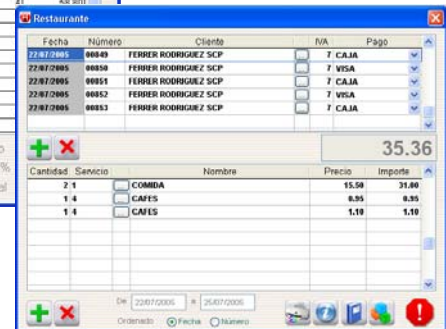 Restaurante
Fecha Número Cliente IVA Pago
22/07/2005 00849 FERRER RODRIGUEZ SCP ... 7 CAJA
22/07/2005 00850 FERRER RODRIGUEZ SCP ... 7 VISA
22/07/2005 00851 FERRER RODRIGUEZ SCP ... 7 CAJA
22/07/2005 00852 FERRER RODRIGUEZ SCP ... 7 VISA
22/07/2005 00853 FERRER RODRIGUEZ SCP ... 7 CAJA
35.36
Cantidad Servicio Nombre Precio Importe
2 1 ... COMIDA 15.50 31.00
1 4 ... CAFES 0.95 0.95
1 4 ... CAFES 1.10 1.10
De 22/07/2005 a 25/07/2005
Ordenado Fecha Número